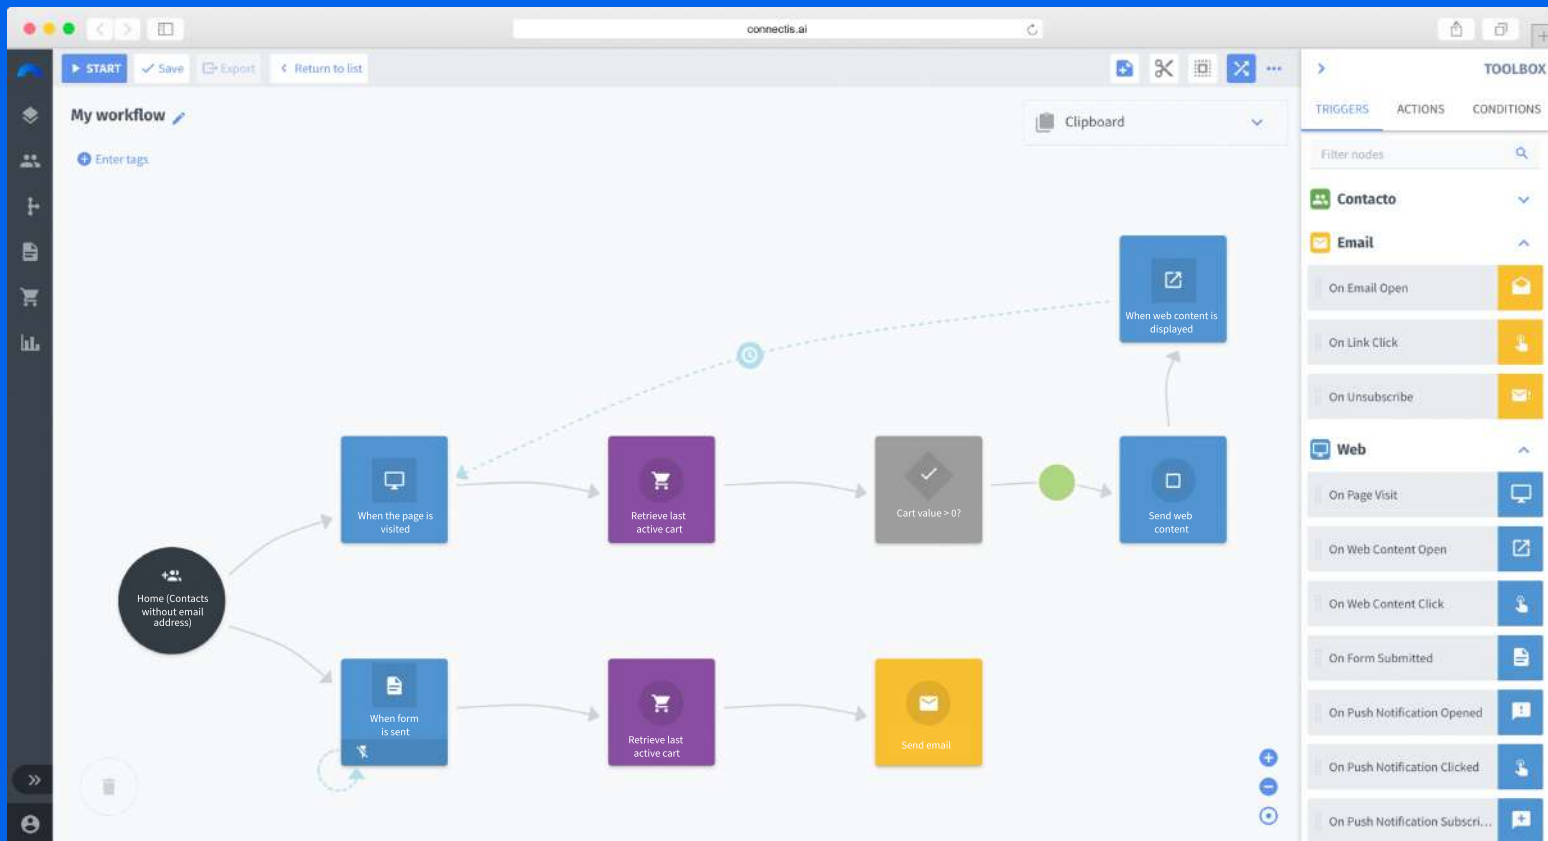 connectis.ai
START
Save
Export
Return to list
TOOLBOX
My workflow
Enter tags
Clipboard
TRIGGERS
ACTIONS
CONDITIONS
Filter nodes
Contacto
Email
On Email Open
On Link Click
On Unsubscribe
Web
On Page Visit
On Web Content Open
On Web Content Click
On Form Submitted
On Push Notification Opened
On Push Notification Clicked
On Push Notification Subscri...
When web content is
displayed
When the page is
visited
Retrieve last
active cart
Cart value > 0?
Send web
content
Home (Contacts
without email
address)
When form
is sent
Retrieve last
active cart
Send email